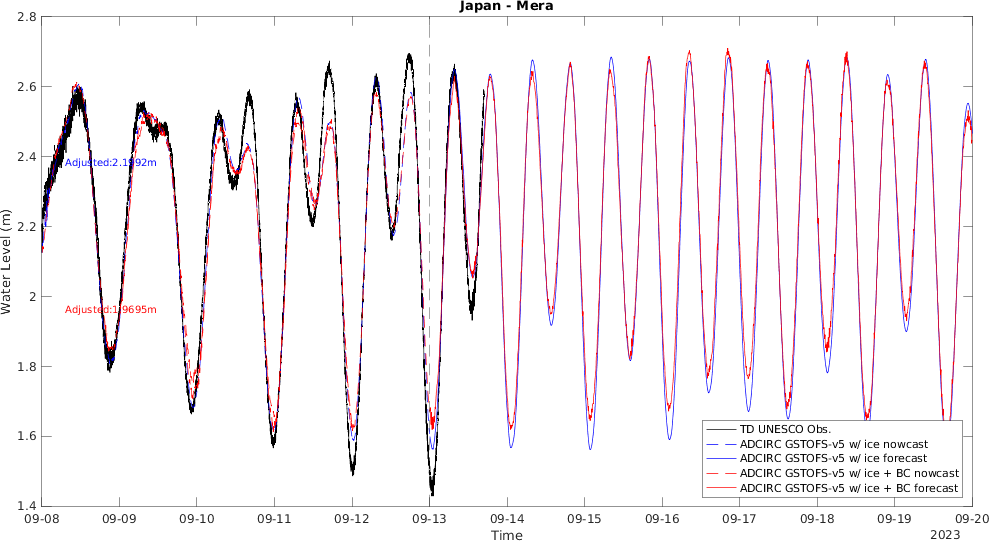 Japan - Mera
2.8
2.6
2.4
2.2
2
1.8
1.6
1.4
Water Level (m)
Adjusted:2.1992m
Adjusted:1.9695m
TD UNESCO Obs.
ADCIRC GSTOFS-v5 w/ ice nowcast
ADCIRC GSTOFS-v5 w/ ice forecast
ADCIRC GSTOFS-v5 w/ ice + BC nowcast
ADCIRC GSTOFS-v5 w/ ice + BC forecast
09-08 09-09 09-10 09-11 09-12 09-13 09-14 09-15 09-16 09-17 09-18 09-19 09-20
Time
2023